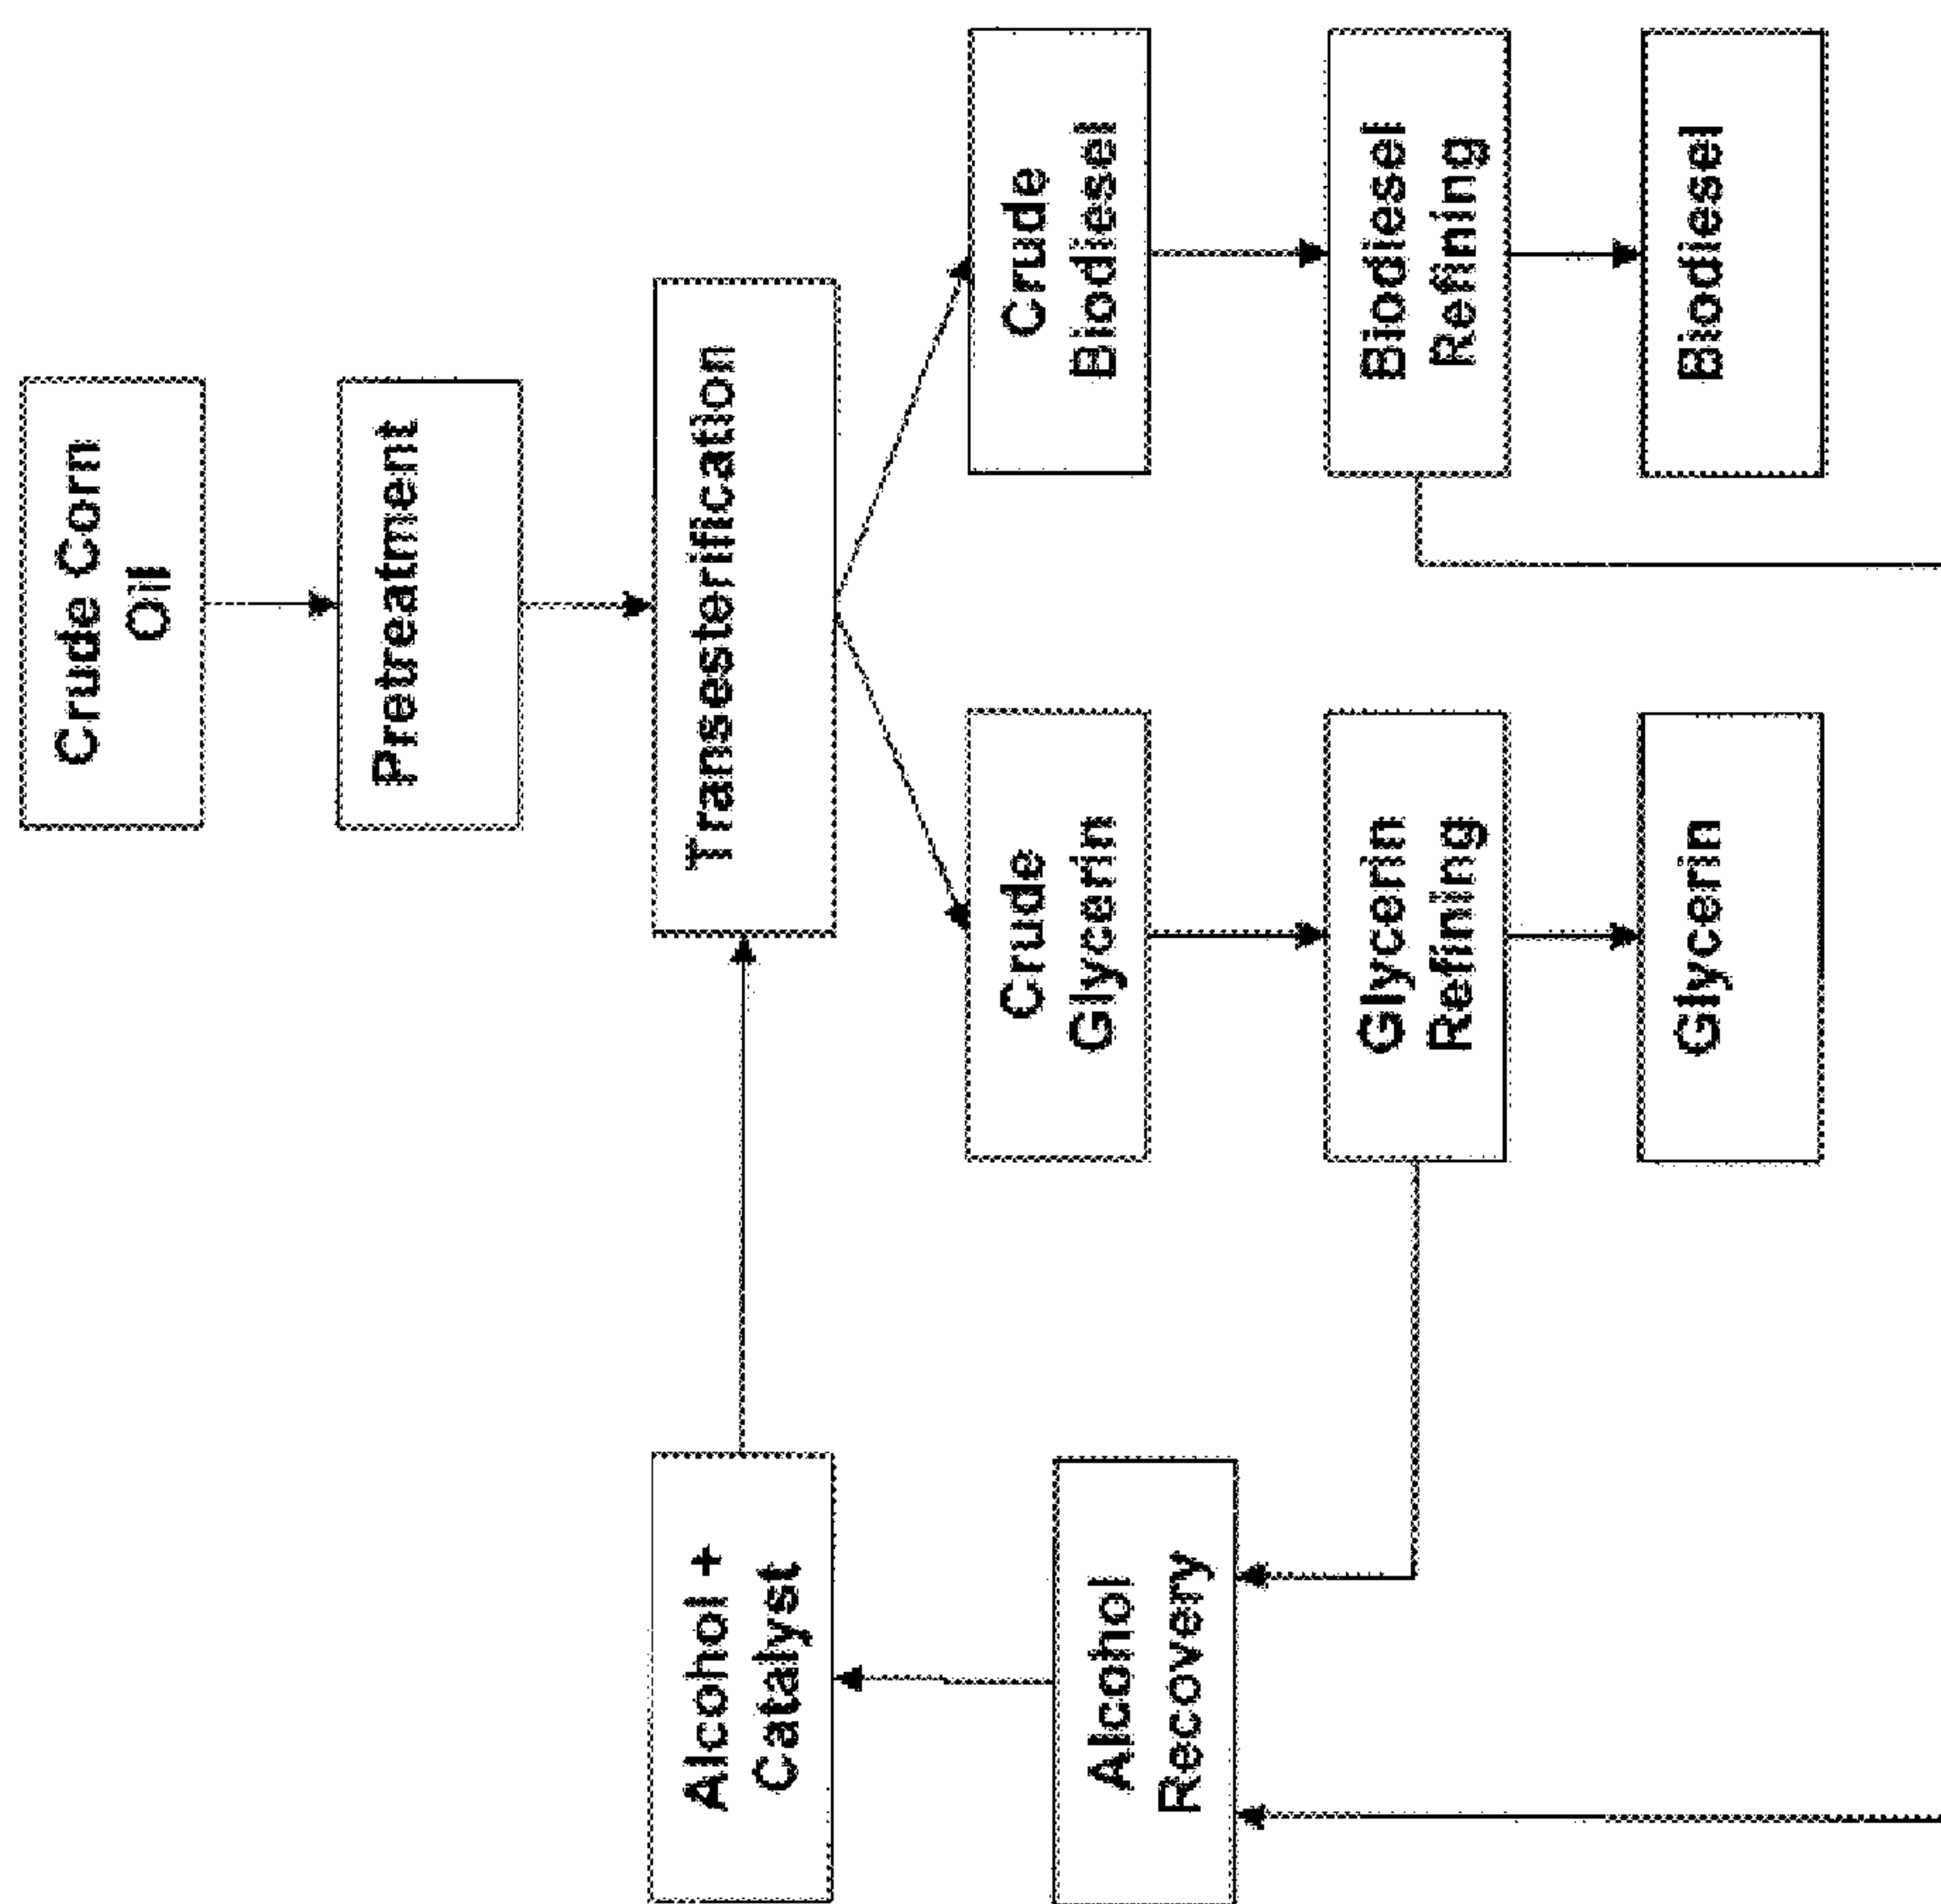 Crude Corn
Oil
Pretreatment
Transesterification
Alcohol +
Catalyst
Crude
Glycerin
Crude
Biodiesel
Alcohol
Recovery
Glycerin
Refining
Biodiesel
Refining
Glycerin
Biodiesel